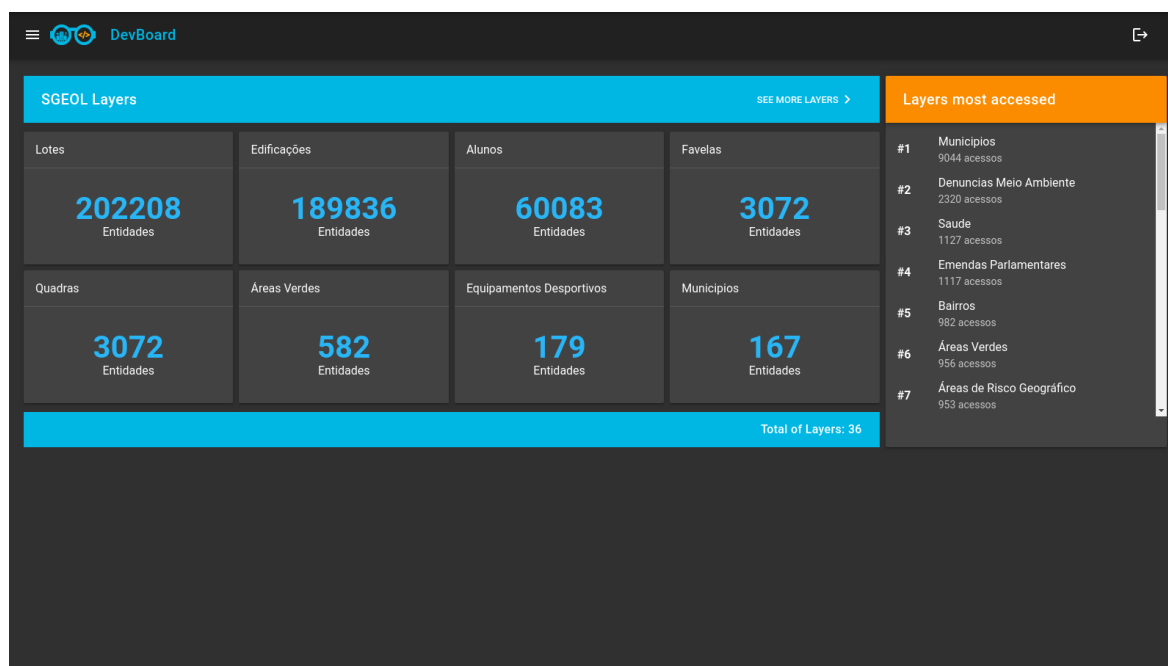 DevBoard
SGEOL Layers
SEE MORE LAYERS
Lotes
202208
Entidades
Edificações
189836
Entidades
Alunos
60083
Entidades
Favelas
3072
Entidades
Quadras
3072
Entidades
Áreas Verdes
582
Entidades
Equipamentos Desportivos
179
Entidades
Municipios
167
Entidades
Total of Layers: 36
Layers most accessed
#1 Municipios
9044 acessos
#2 Denuncias Meio Ambiente
2320 acessos
#3 Saude
1127 acessos
#4 Emendas Parlamentares
1117 acessos
#5 Bairros
982 acessos
#6 Áreas Verdes
956 acessos
#7 Áreas de Risco Geográfico
953 acessos